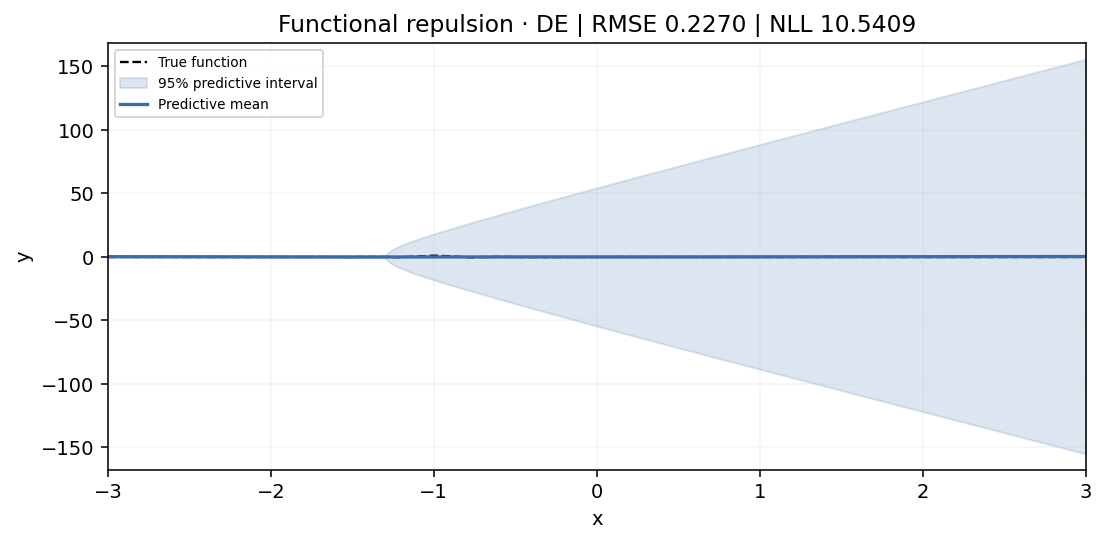 Functional repulsion · DE | RMSE 0.2270 | NLL 10.5409
True function
95% predictive interval
Predictive mean
150
100
50
0
−50
−100
−150
y
−3
−2
−1
0
1
2
3
x